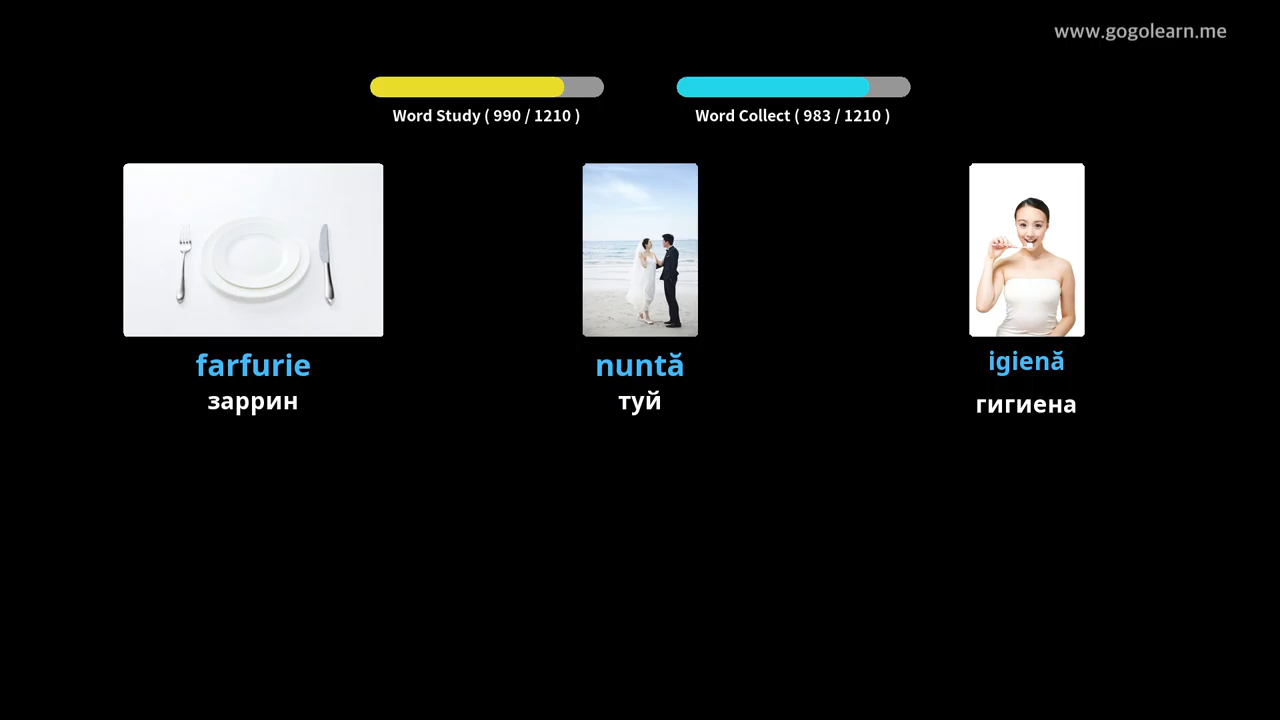 www.gogolearn.me
Word Study ( 990 / 1210 )
Word Collect ( 983 / 1210 )
farfurie
заррин
nuntă
туй
igienă
гигиена